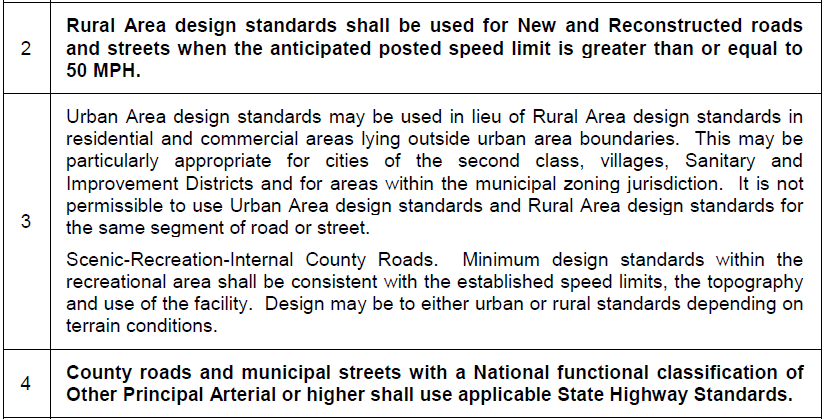 2
Rural Area design standards shall be used for New and Reconstructed roads
and streets when the anticipated posted speed limit is greater than or equal to
50 MPH.
3
Urban Area design standards may be used in lieu of Rural Area design standards in
residential and commercial areas lying outside urban area boundaries.  This may be
particularly appropriate for cities of the second class, villages, Sanitary and
Improvement Districts and for areas within the municipal zoning jurisdiction.  It is not
permissible to use Urban Area design standards and Rural Area design standards for
the same segment of road or street.
Scenic-Recreation-Internal County Roads.  Minimum design standards within the
recreational area shall be consistent with the established speed limits, the topography
and use of the facility.  Design may be to either urban or rural standards depending on
terrain conditions.
4
County roads and municipal streets with a National functional classification of
Other Principal Arterial or higher shall use applicable State Highway Standards.